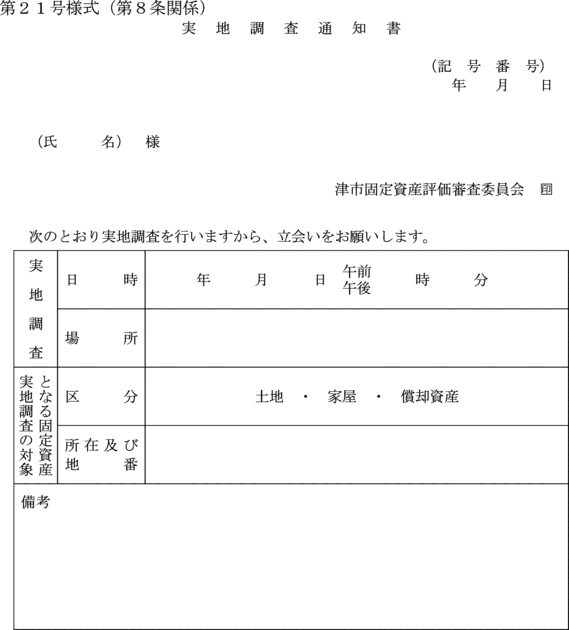 第２１号様式（第８条関係）
実地調査通知書
（記号番号）
年　月　日
（氏　　名）　様
津市固定資産評価審査委員会　印
次のとおり実地調査を行いますから、立会いをお願いします。
実地調査
日　時
年　月　日　午前　時　分
午後
場　所
実地調査の対象
となる固定資産
区　分
土地　・　家屋　・　償却資産
所在及び
地　番
備考